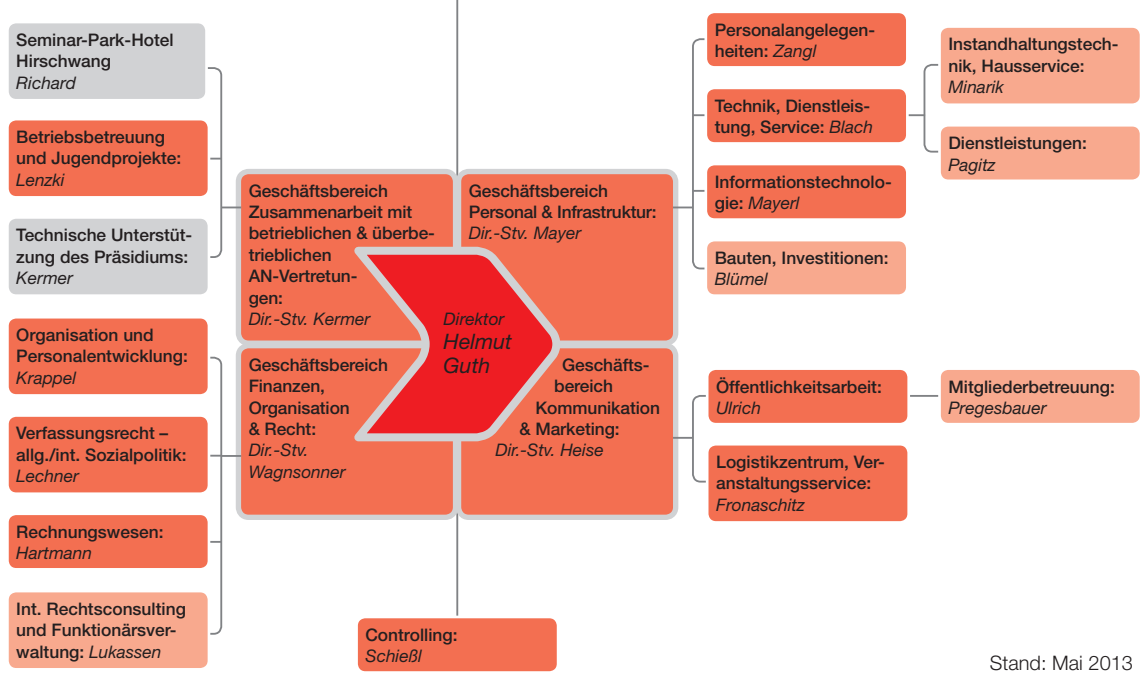 Seminar-Park-Hotel
Hirschwang
Richard
Betriebsbetreuung
und Jugendprojekte:
Lenzki
Technische Unterstüt-
zung des Präsidiums:
Kermer
Organisation und
Personalentwicklung:
Krappel
Verfassungsrecht –
allg./int. Sozialpolitik:
Lechner
Rechnungswesen:
Hartmann
Int. Rechtsconsulting
und Funktionärsver-
waltung: Lukassen
Geschäftsbereich
Zusammenarbeit mit
betrieblichen & überbe-
trieblichen
AN-Vertretun-
gen:
Dir.-Stv. Kermer
Geschäftsbereich
Finanzen,
Organisation
& Recht:
Dir.-Stv.
Wagnsonner
Direktor
Helmut
Guth
Geschäftsbereich
Personal & Infrastruktur:
Dir.-Stv. Mayer
Geschäfts-
bereich
Kommunikation
& Marketing:
Dir.-Stv. Heise
Controlling:
Schießl
Personalangelegen-
heiten: Zangl
Technik, Dienstleis-
tung, Service: Blach
Informationstechnolo-
gie: Mayerl
Bauten, Investitionen:
Blümel
Öffentlichkeitsarbeit:
Ulrich
Logistikzentrum, Ver-
anstaltungsservice:
Fronaschitz
Instandhaltungstech-
nik, Hausservice:
Minarik
Dienstleistungen:
Pagitz
Mitgliederbetreuung:
Pregesbauer
Stand: Mai 2013